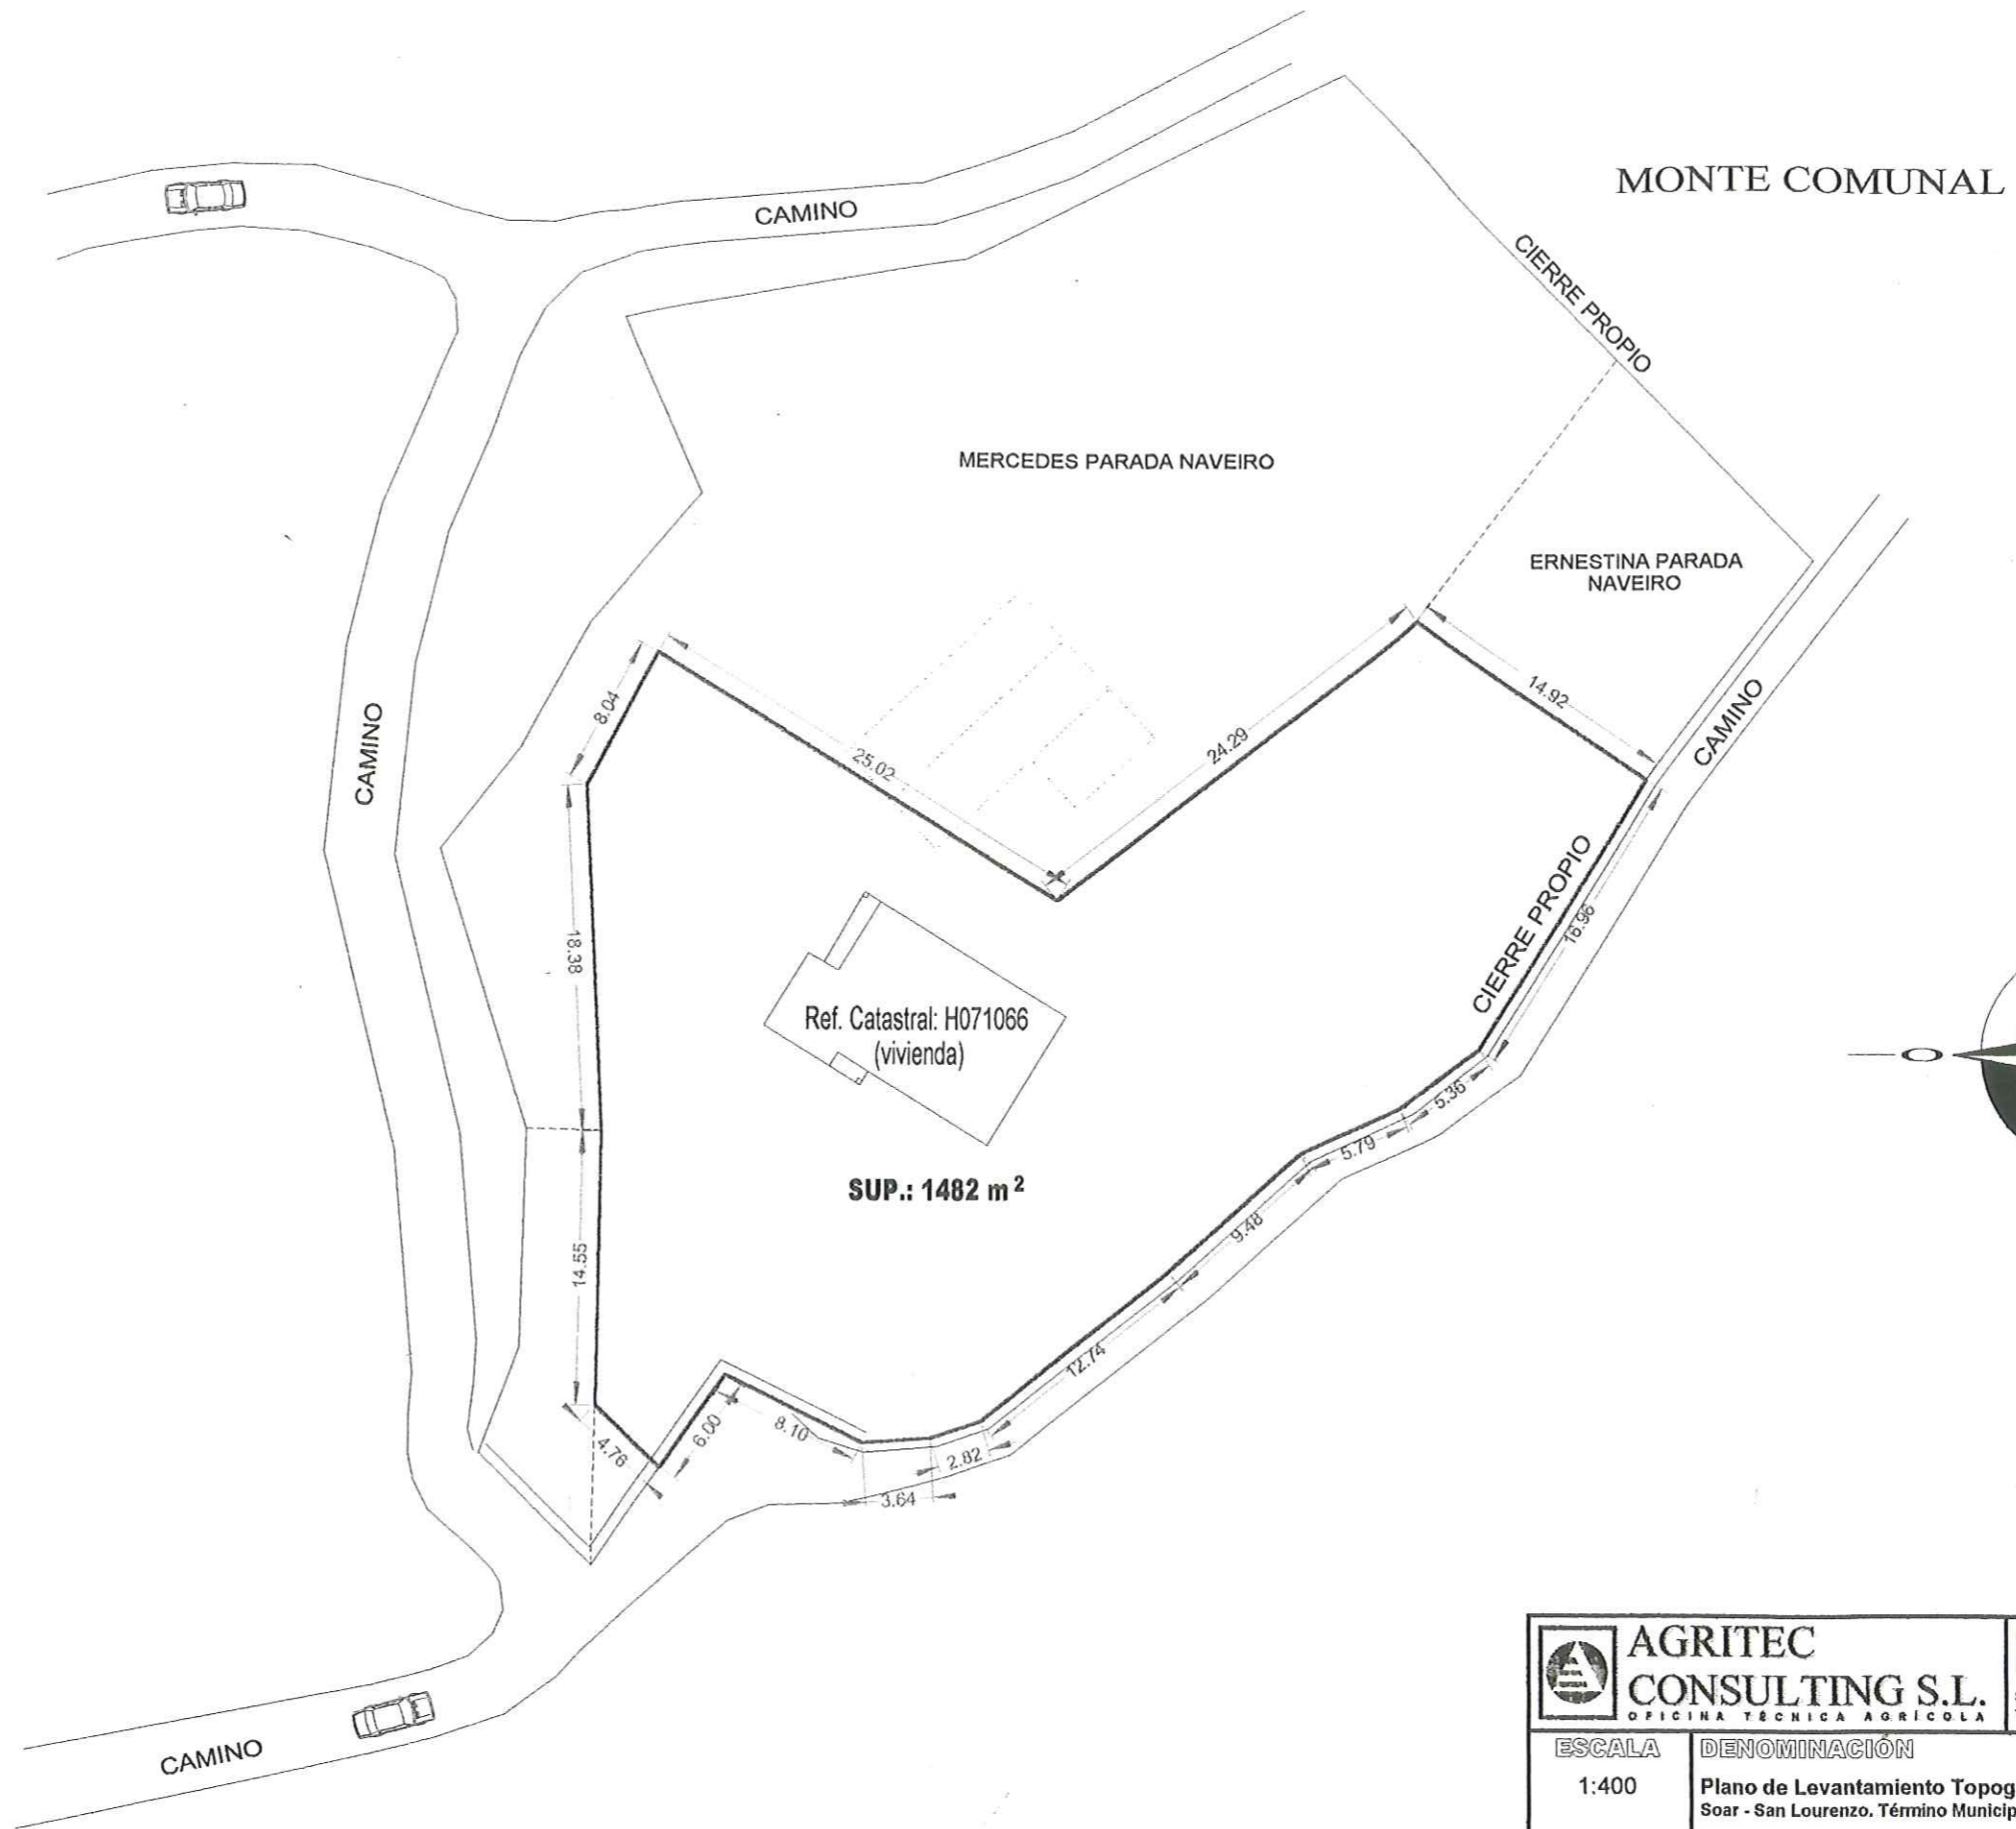 MONTE COMUNAL
CAMINO
CIERRE PROPIO
MERCEDES PARADA NAVEIRO
ERNESTINA PARADA
NAVEIRO
14.92
8.04
CAMINO
CAMINO
25.02
24.29
CIERRE PROPIO
16.96
18.38
Ref. Catastral: H071066
(vivienda)
O
5.36
5.79
SUP.: 1482 m²
9.48
14.55
12.74
4.76
6.00
8.10
2.82
3.64
CAMINO
AGRITEC
CONSULTING S.L.
OFICINA TÉCNICA AGRÍCOLA
ESCALA
1:400
DENOMINACIÓN
Plano de Levantamiento Topog
Soar - San Lourenzo. Término Municip